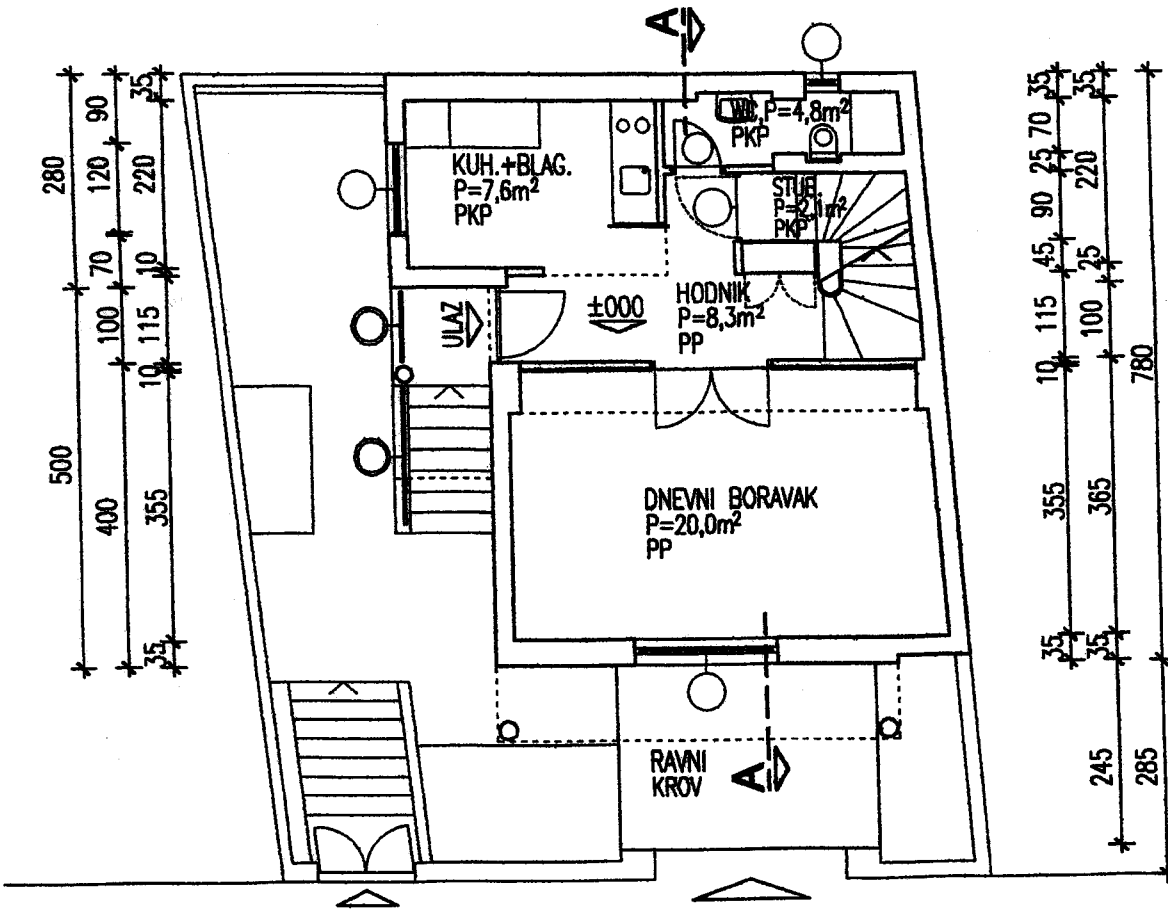 A
WC, P=4,8m²
PKP
KUH.+BLAG.
P=7,6m²
PKP
STUB.
P=2,1m²
PKP
ULAZ
±000
HODNIK
P=8,3m²
PP
DNEVNI BORAVAK
P=20,0m²
PP
RAVNI
KROV
A
280
500
90
120
70
100
400
35
220
10
115
10
355
35
35
70
25
90
45
115
10
355
35
35
220
25
100
365
35
245
780
285